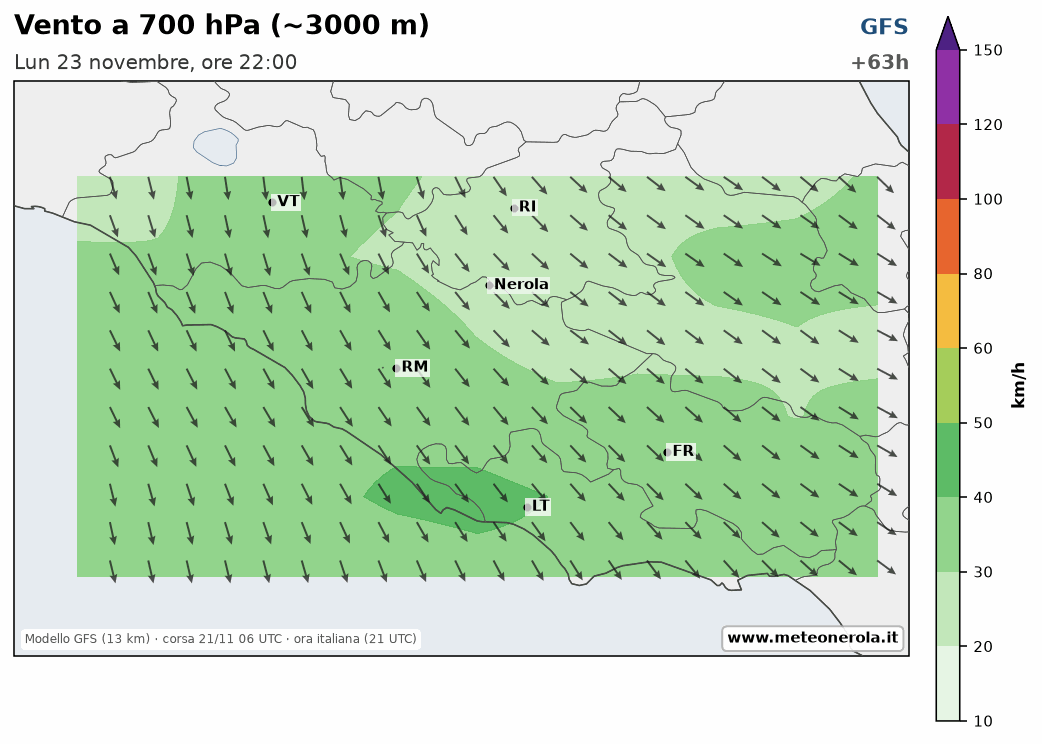 Vento a 700 hPa (~3000 m)
GFS
Lun 23 novembre, ore 22:00
+63h
150
120
100
80
60
50
40
30
20
10
km/h
VT
RI
Nerola
RM
FR
LT
Modello GFS (13 km) · corsa 21/11 06 UTC · ora italiana (21 UTC)
www.meteonerola.it